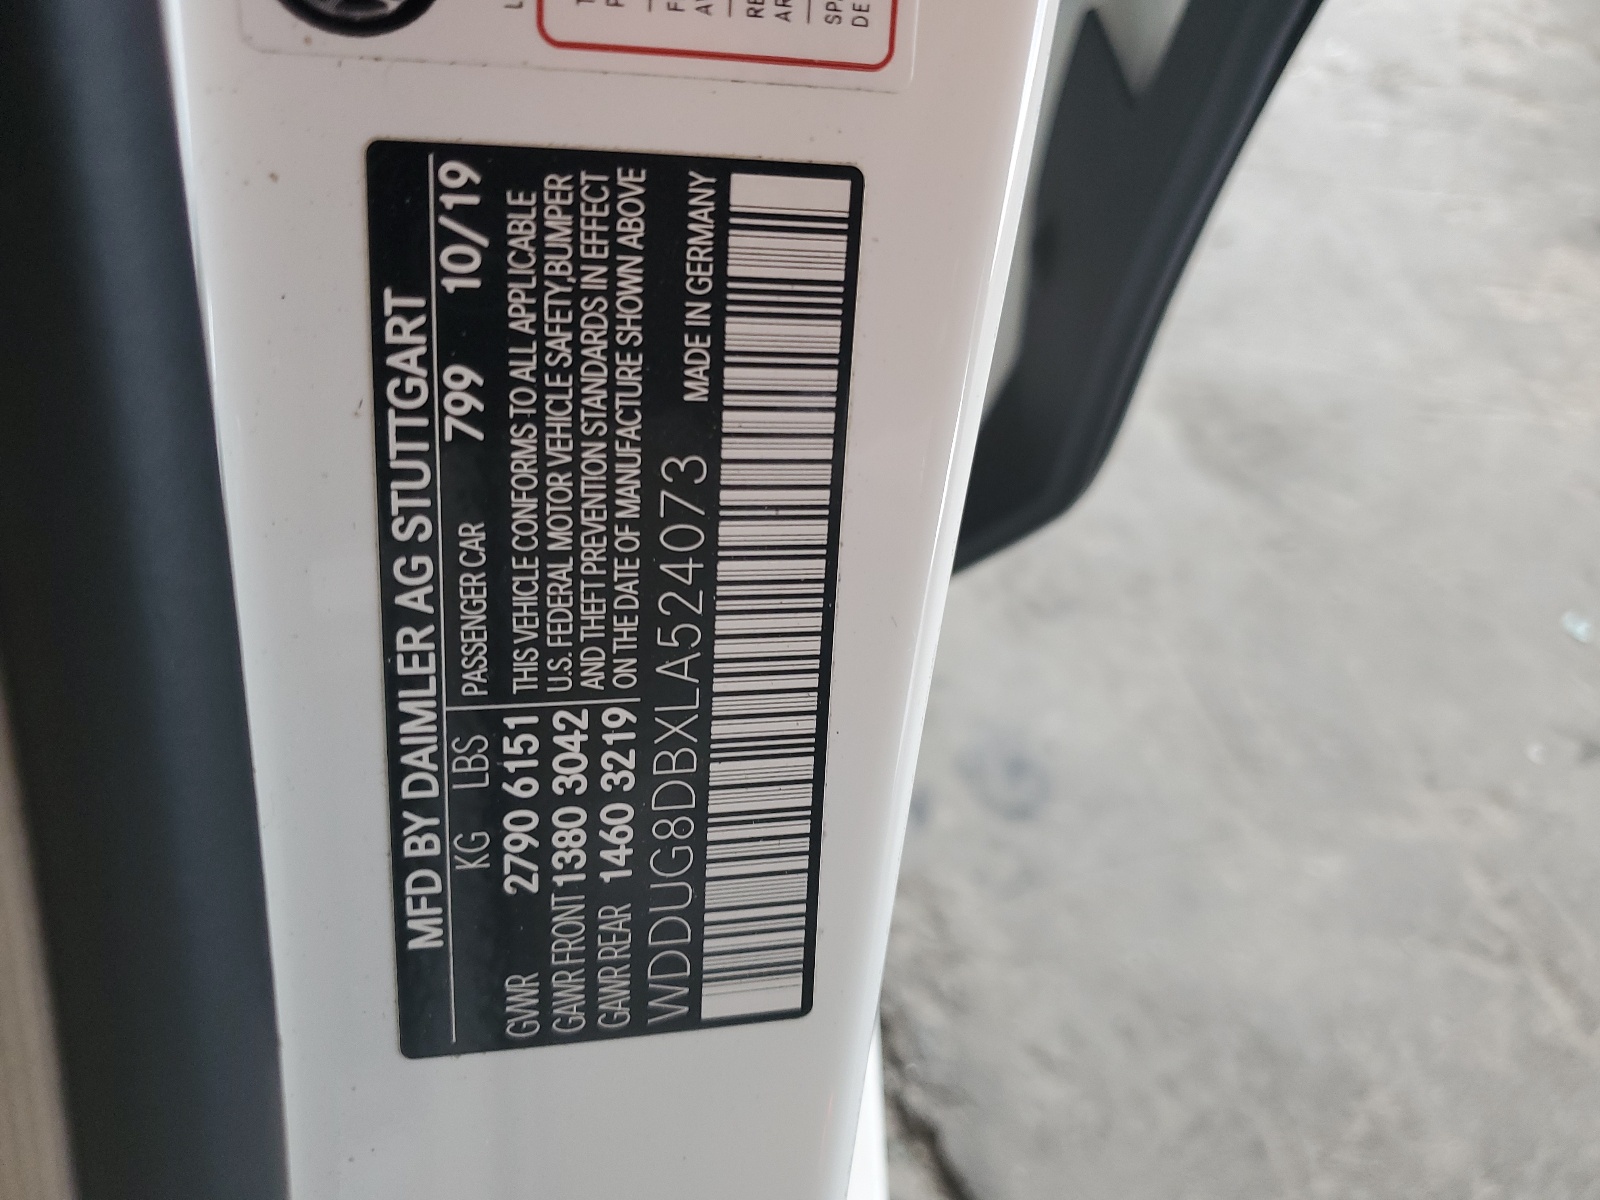 MFD BY DAIMLER AG STUTTGART
KG LBS PASSENGER CAR 799 10/19
GVWR 2790 6151
GAWR FRONT 1380 3042
GAWR REAR 1460 3219
THIS VEHICLE CONFORMS TO ALL APPLICABLE
U.S. FEDERAL MOTOR VEHICLE SAFETY,BUMPER
AND THEFT PREVENTION STANDARDS IN EFFECT
ON THE DATE OF MANUFACTURE SHOWN ABOVE
WDDUG8DBXLA524073 MADE IN GERMANY